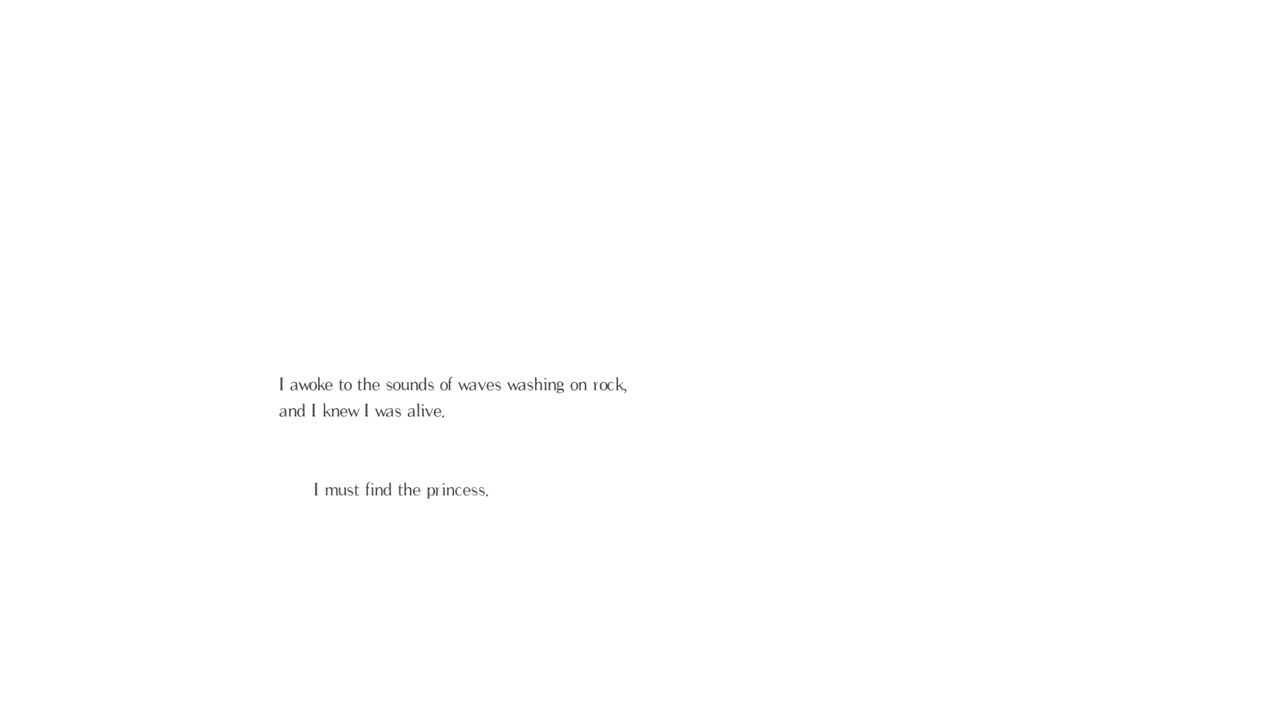 I awoke to the sounds of waves washing on rock,
and I knew I was alive.
I must find the princess.